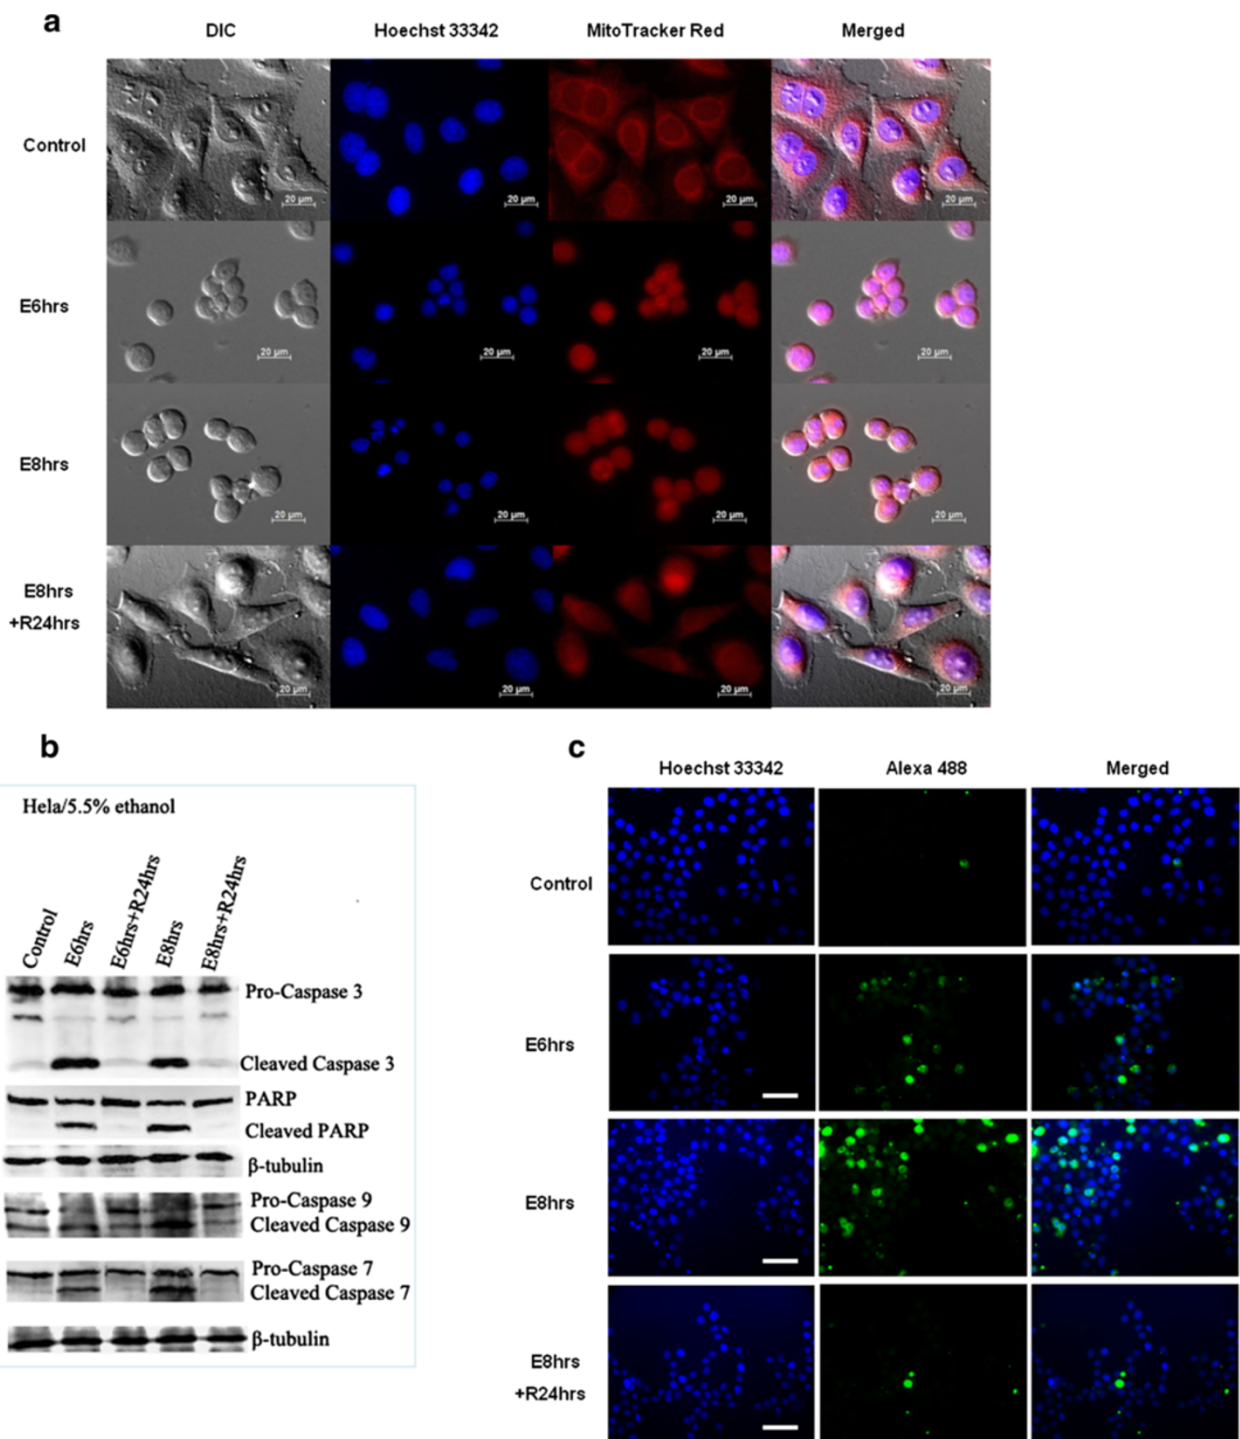 a
DIC Hoechst 33342 MitoTracker Red Merged
Control
20 µm 20 µm 20 µm 20 µm
E6hrs
20 µm 20 µm 20 µm 20 µm
E8hrs
20 µm 20 µm 20 µm 20 µm
E8hrs
+R24hrs
20 µm 20 µm 20 µm 20 µm
b
Hela/5.5% ethanol
Control E6hrs E6hrs+R24hrs E8hrs E8hrs+R24hrs
Pro-Caspase 3
Cleaved Caspase 3
PARP
Cleaved PARP
β-tubulin
Pro-Caspase 9
Cleaved Caspase 9
Pro-Caspase 7
Cleaved Caspase 7
β-tubulin
c
Hoechst 33342 Alexa 488 Merged
Control
E6hrs
E8hrs
E8hrs
+R24hrs